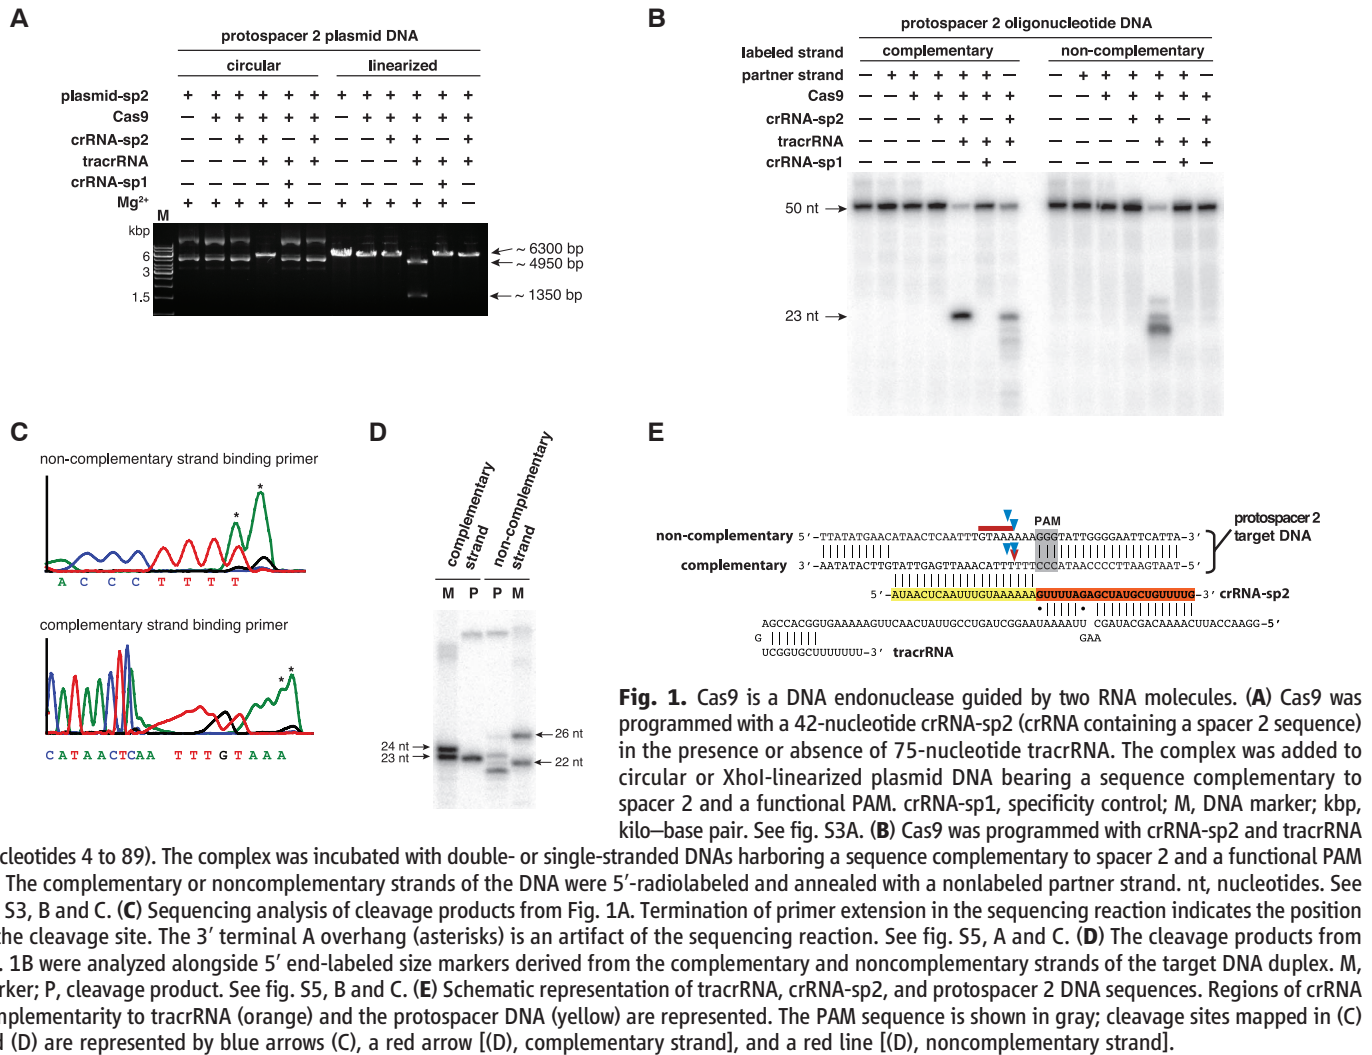 A
protospacer 2 plasmid DNA
circular linearized
plasmid-sp2 + + + + + + + + + + + +
Cas9 — + + + + + — + + + + +
crRNA-sp2 — — + + — + — — + + — +
tracrRNA — — — + + + — — — + + +
crRNA-sp1 — — — — + — — — — — + —
Mg2+ + + + + + — + + + + + —
M
kbp
6
3
1.5
~ 6300 bp
~ 4950 bp
~ 1350 bp
B
protospacer 2 oligonucleotide DNA
labeled strand complementary non-complementary
partner strand — + + + + + — — + + + + + —
Cas9 — — + + + + + — — + + + + +
crRNA-sp2 — — — + + — + — — — + + — +
tracrRNA — — — — + + + — — — — + + +
crRNA-sp1 — — — — — + — — — — — — + —
50 nt
23 nt
C
non-complementary strand binding primer
* *
A C C C T T T T
complementary strand binding primer
* *
C A T A A C T C A A T T T G T A A A
D
complementary strand
non-complementary strand
M P P M
24 nt
23 nt
26 nt
22 nt
E
PAM
non-complementary 5'-TTATATGAACATAACTCAATTTGTAAAAAAGGGTATTGGGGAATTCATTA-3'
complementary 3'-AATATACTTGTATTGAGTTAAACATTTTTTCCCATAACCCCTTAAGTAAT-5'
protospacer 2
target DNA
5'-AUAACUCAAUUUGUAAAAAAGUUUUAGAGCUAUGCUGUUUUG-3' crRNA-sp2
AGCCACGGUGAAAAAGUUCAACUAUUGCCUGAUCGGAAUAAAAUU CGAUACGACAAAACUUACCAAGG-5'
G GAA
UCGGUGCUUUUUUU-3' tracrRNA
Fig. 1. Cas9 is a DNA endonuclease guided by two RNA molecules. (A) Cas9 was
programmed with a 42-nucleotide crRNA-sp2 (crRNA containing a spacer 2 sequence)
in the presence or absence of 75-nucleotide tracrRNA. The complex was added to
circular or XhoI-linearized plasmid DNA bearing a sequence complementary to
spacer 2 and a functional PAM. crRNA-sp1, specificity control; M, DNA marker; kbp,
kilo–base pair. See fig. S3A. (B) Cas9 was programmed with crRNA-sp2 and tracrRNA
cleotides 4 to 89). The complex was incubated with double- or single-stranded DNAs harboring a sequence complementary to spacer 2 and a functional PAM
The complementary or noncomplementary strands of the DNA were 5′-radiolabeled and annealed with a nonlabeled partner strand. nt, nucleotides. See
S3, B and C. (C) Sequencing analysis of cleavage products from Fig. 1A. Termination of primer extension in the sequencing reaction indicates the position
the cleavage site. The 3′ terminal A overhang (asterisks) is an artifact of the sequencing reaction. See fig. S5, A and C. (D) The cleavage products from
. 1B were analyzed alongside 5′ end-labeled size markers derived from the complementary and noncomplementary strands of the target DNA duplex. M,
rker; P, cleavage product. See fig. S5, B and C. (E) Schematic representation of tracrRNA, crRNA-sp2, and protospacer 2 DNA sequences. Regions of crRNA
mplementarity to tracrRNA (orange) and the protospacer DNA (yellow) are represented. The PAM sequence is shown in gray; cleavage sites mapped in (C)
d (D) are represented by blue arrows (C), a red arrow [(D), complementary strand], and a red line [(D), noncomplementary strand].